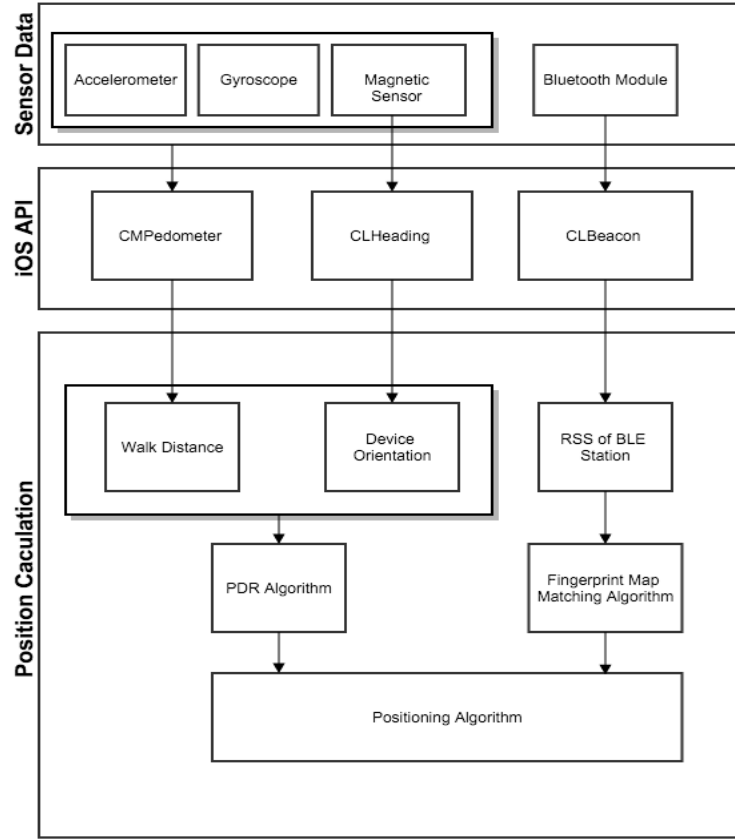 Sensor Data
Accelerometer
Gyroscope
Magnetic
Sensor
Bluetooth Module
iOS API
CMPedometer
CLHeading
CLBeacon
Position Caculation
Walk Distance
Device
Orientation
RSS of BLE
Station
PDR Algorithm
Fingerprint Map
Matching Algorithm
Positioning Algorithm